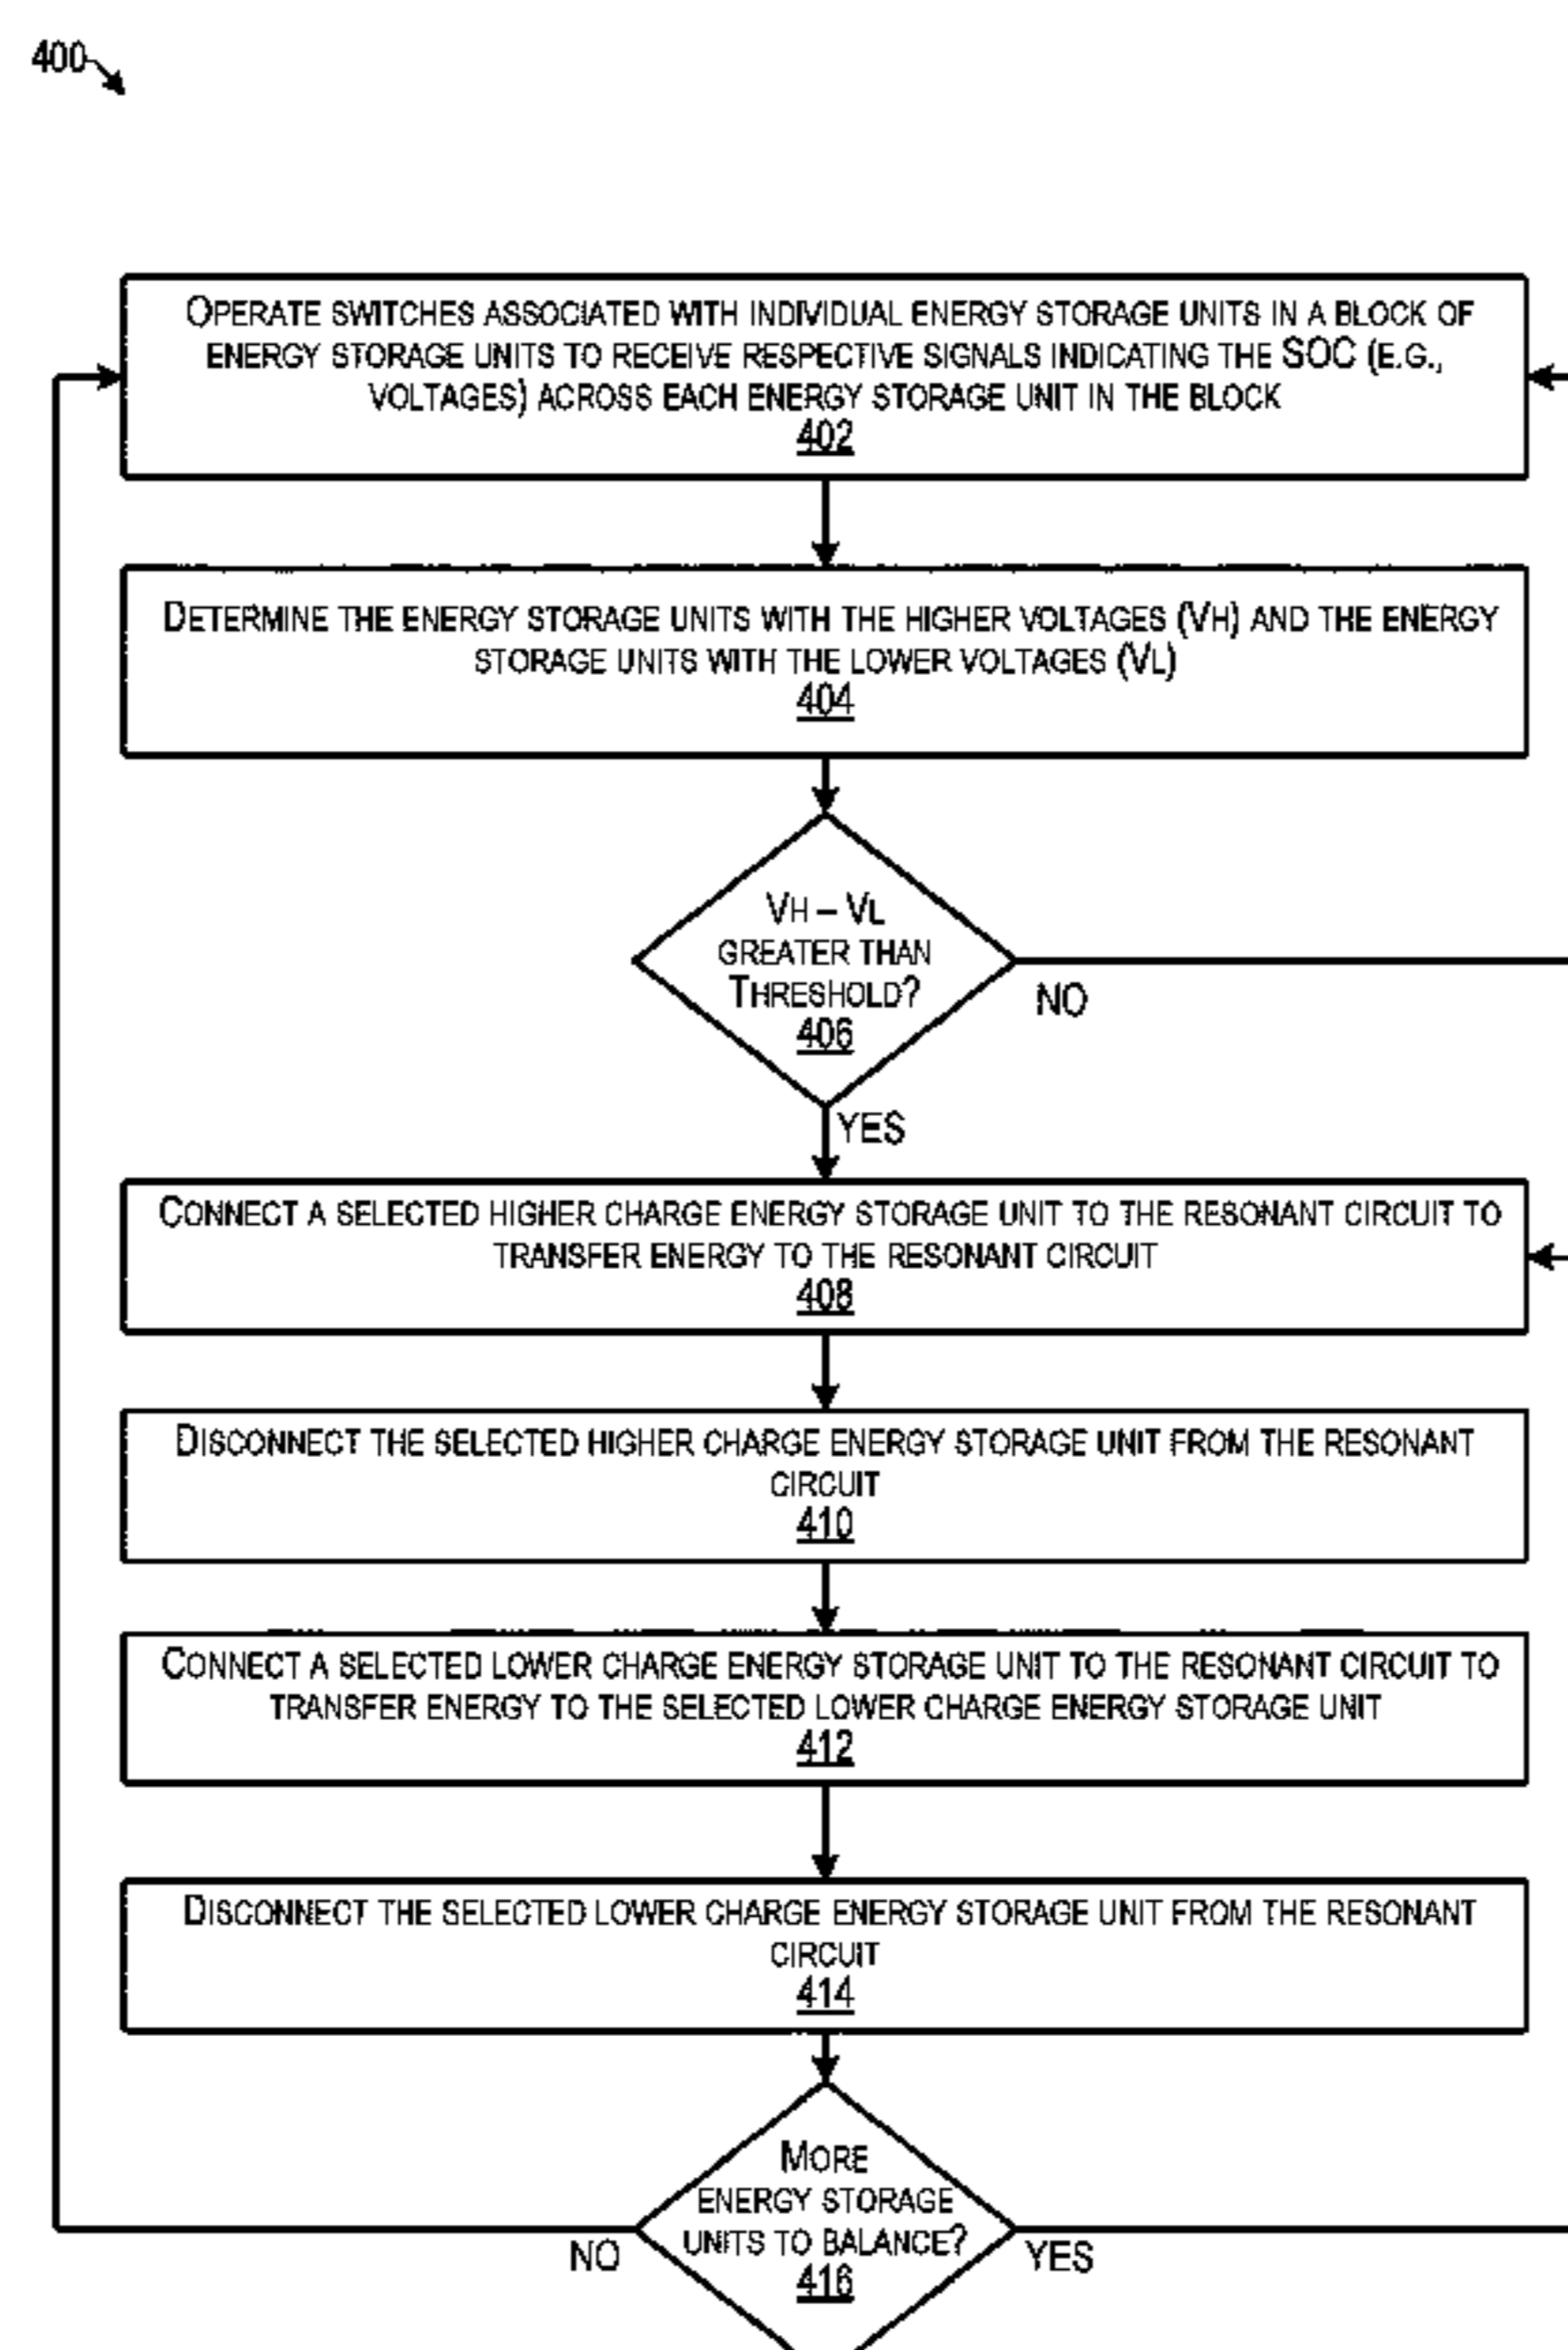 400
OPERATE SWITCHES ASSOCIATED WITH INDIVIDUAL ENERGY STORAGE UNITS IN A BLOCK OF
ENERGY STORAGE UNITS TO RECEIVE RESPECTIVE SIGNALS INDICATING THE SOC (E.G.,
VOLTAGES) ACROSS EACH ENERGY STORAGE UNIT IN THE BLOCK
402
DETERMINE THE ENERGY STORAGE UNITS WITH THE HIGHER VOLTAGES (VH) AND THE ENERGY
STORAGE UNITS WITH THE LOWER VOLTAGES (VL)
404
VH – VL
GREATER THAN
THRESHOLD?
406
NO
YES
CONNECT A SELECTED HIGHER CHARGE ENERGY STORAGE UNIT TO THE RESONANT CIRCUIT TO
TRANSFER ENERGY TO THE RESONANT CIRCUIT
408
DISCONNECT THE SELECTED HIGHER CHARGE ENERGY STORAGE UNIT FROM THE RESONANT
CIRCUIT
410
CONNECT A SELECTED LOWER CHARGE ENERGY STORAGE UNIT TO THE RESONANT CIRCUIT TO
TRANSFER ENERGY TO THE SELECTED LOWER CHARGE ENERGY STORAGE UNIT
412
DISCONNECT THE SELECTED LOWER CHARGE ENERGY STORAGE UNIT FROM THE RESONANT
CIRCUIT
414
MORE
ENERGY STORAGE
UNITS TO BALANCE?
416
NO
YES